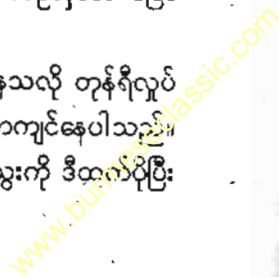 နေသလို တုန်ရီလှုပ်
ကျင်နေပါသည်။
သွေးကို ဒီထက်ပိုပြီး
www.burmeseclassic.com